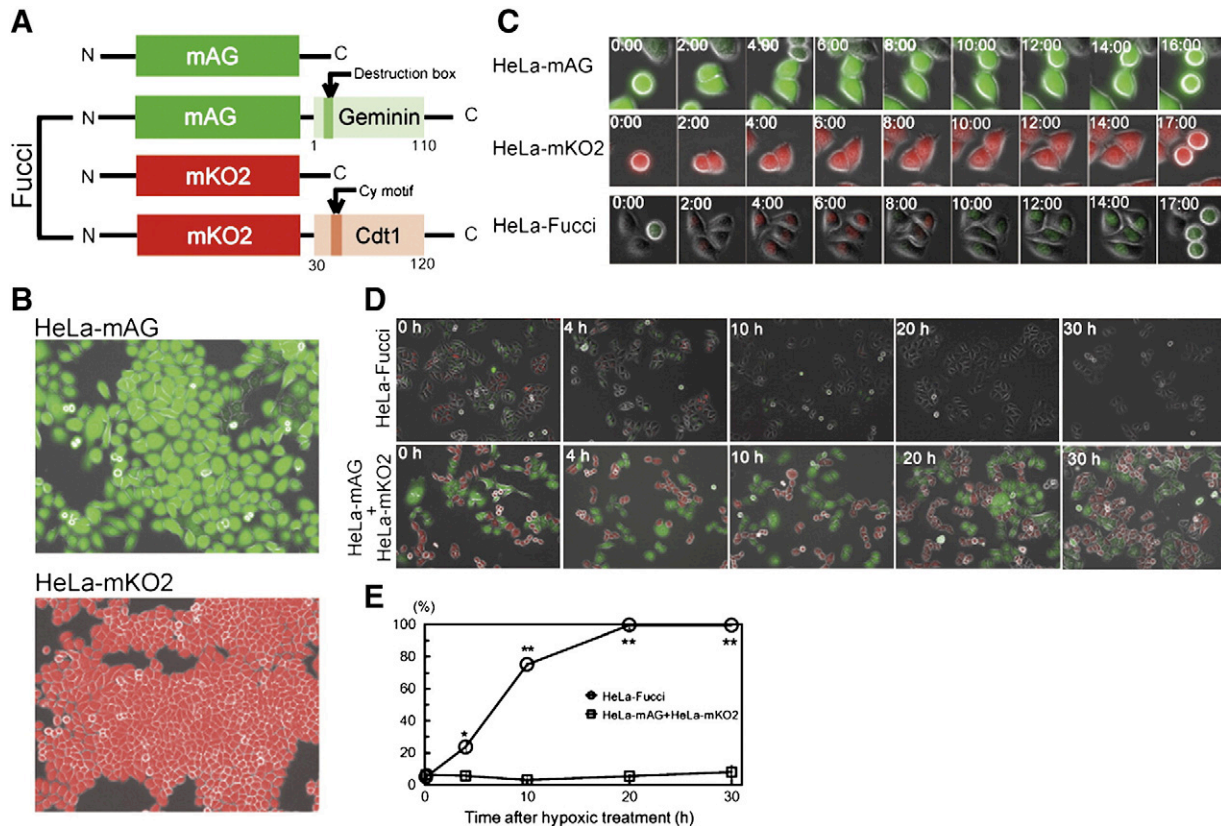 A
N mAG C
Destruction box
N mAG Geminin C
1 110
Fucci
N mKO2 C
Cy motif
N mKO2 Cdt1 C
30 120
B
HeLa-mAG
HeLa-mKO2
C
HeLa-mAG
0:00 2:00 4:00 6:00 8:00 10:00 12:00 14:00 16:00
HeLa-mKO2
0:00 2:00 4:00 6:00 8:00 10:00 12:00 14:00 17:00
HeLa-Fucci
0:00 2:00 4:00 6:00 8:00 10:00 12:00 14:00 17:00
D
HeLa-Fucci
0 h 4 h 10 h 20 h 30 h
HeLa-mAG
+
HeLa-mKO2
0 h 4 h 10 h 20 h 30 h
E
(%)
100
80
60
40
20
0
* ** ** **
HeLa-Fucci
HeLa-mAG+HeLa-mKO2
0 10 20 30
Time after hypoxic treatment (h)